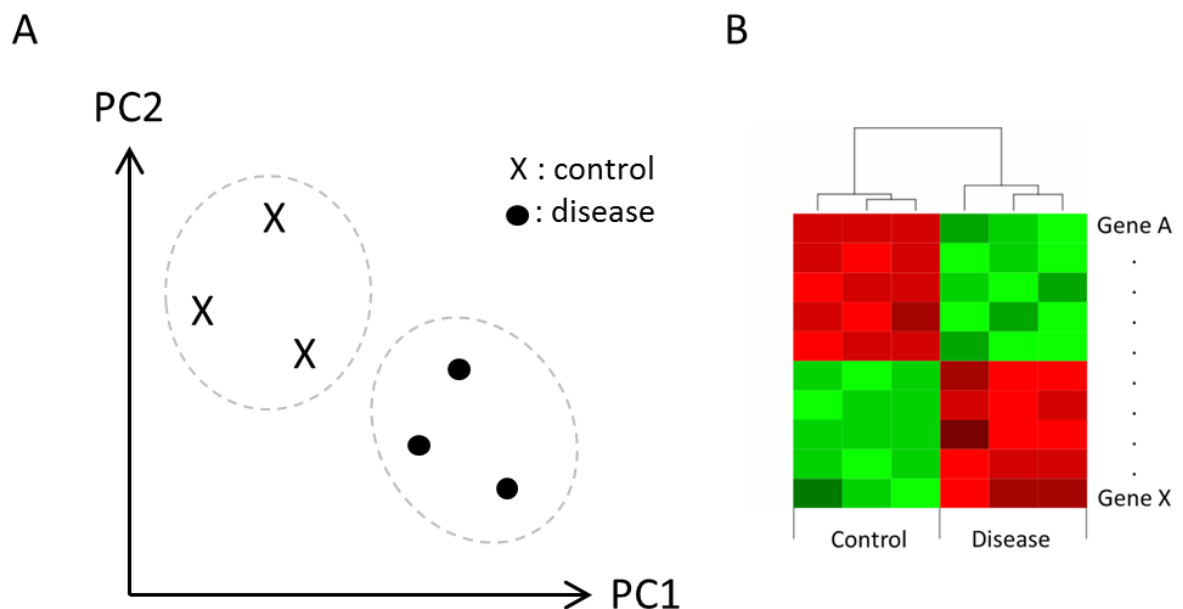 A
PC2
X : control
● : disease
X
X
X
PC1
B
Gene A
.
.
.
.
.
.
.
.
Gene X
Control Disease